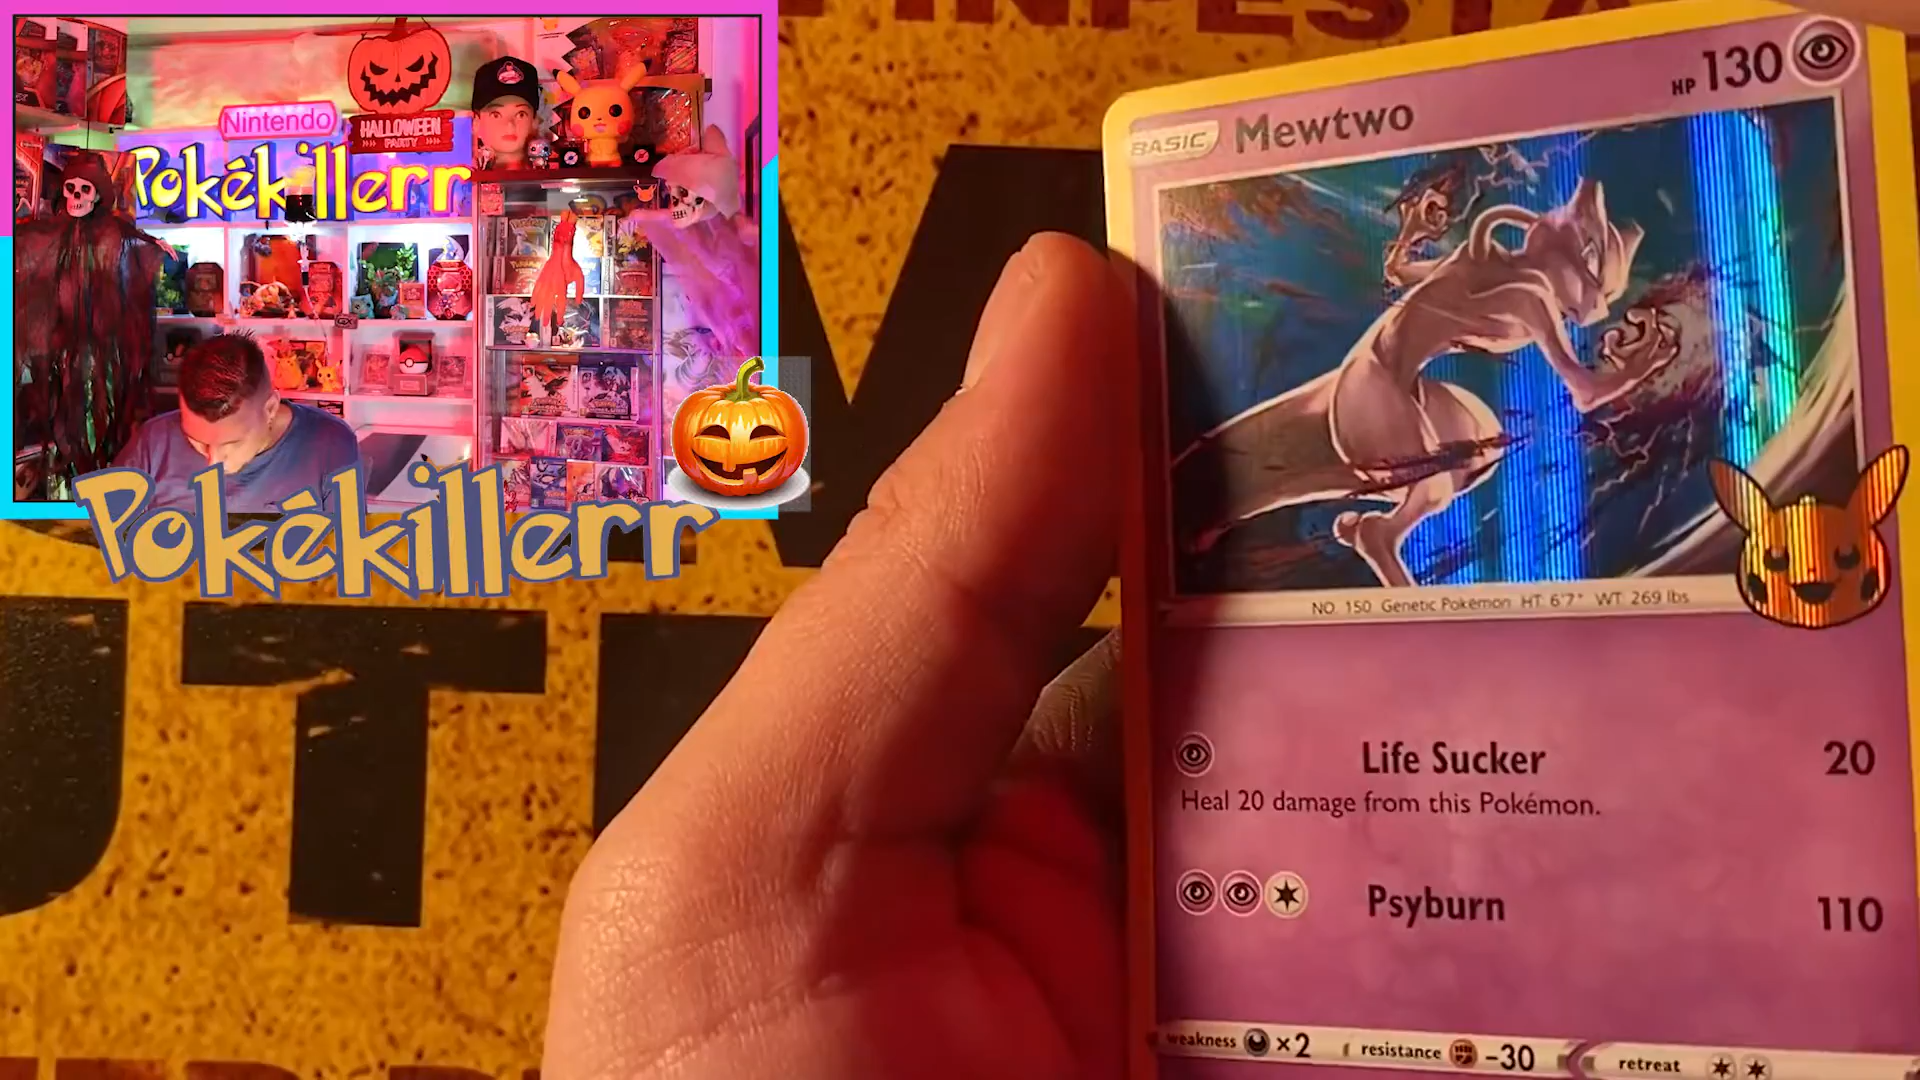 Nintendo
Pokékillerr
HALLOWEEN
PARTY
Pokékillerr
BASIC Mewtwo HP 130
NO. 150 Genetic Pokémon HT: 6'7" WT: 269 lbs
Life Sucker 20
Heal 20 damage from this Pokémon.
Psyburn 110
weakness ×2 resistance -30 retreat